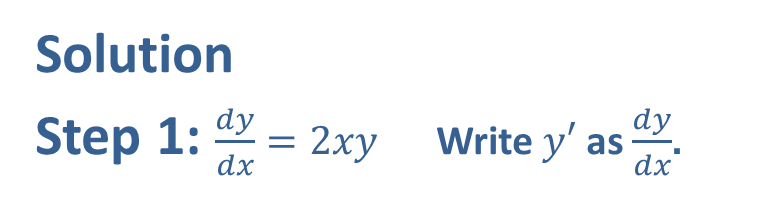 Solution
Step 1: dy/dx = 2xy Write y′ as dy/dx.